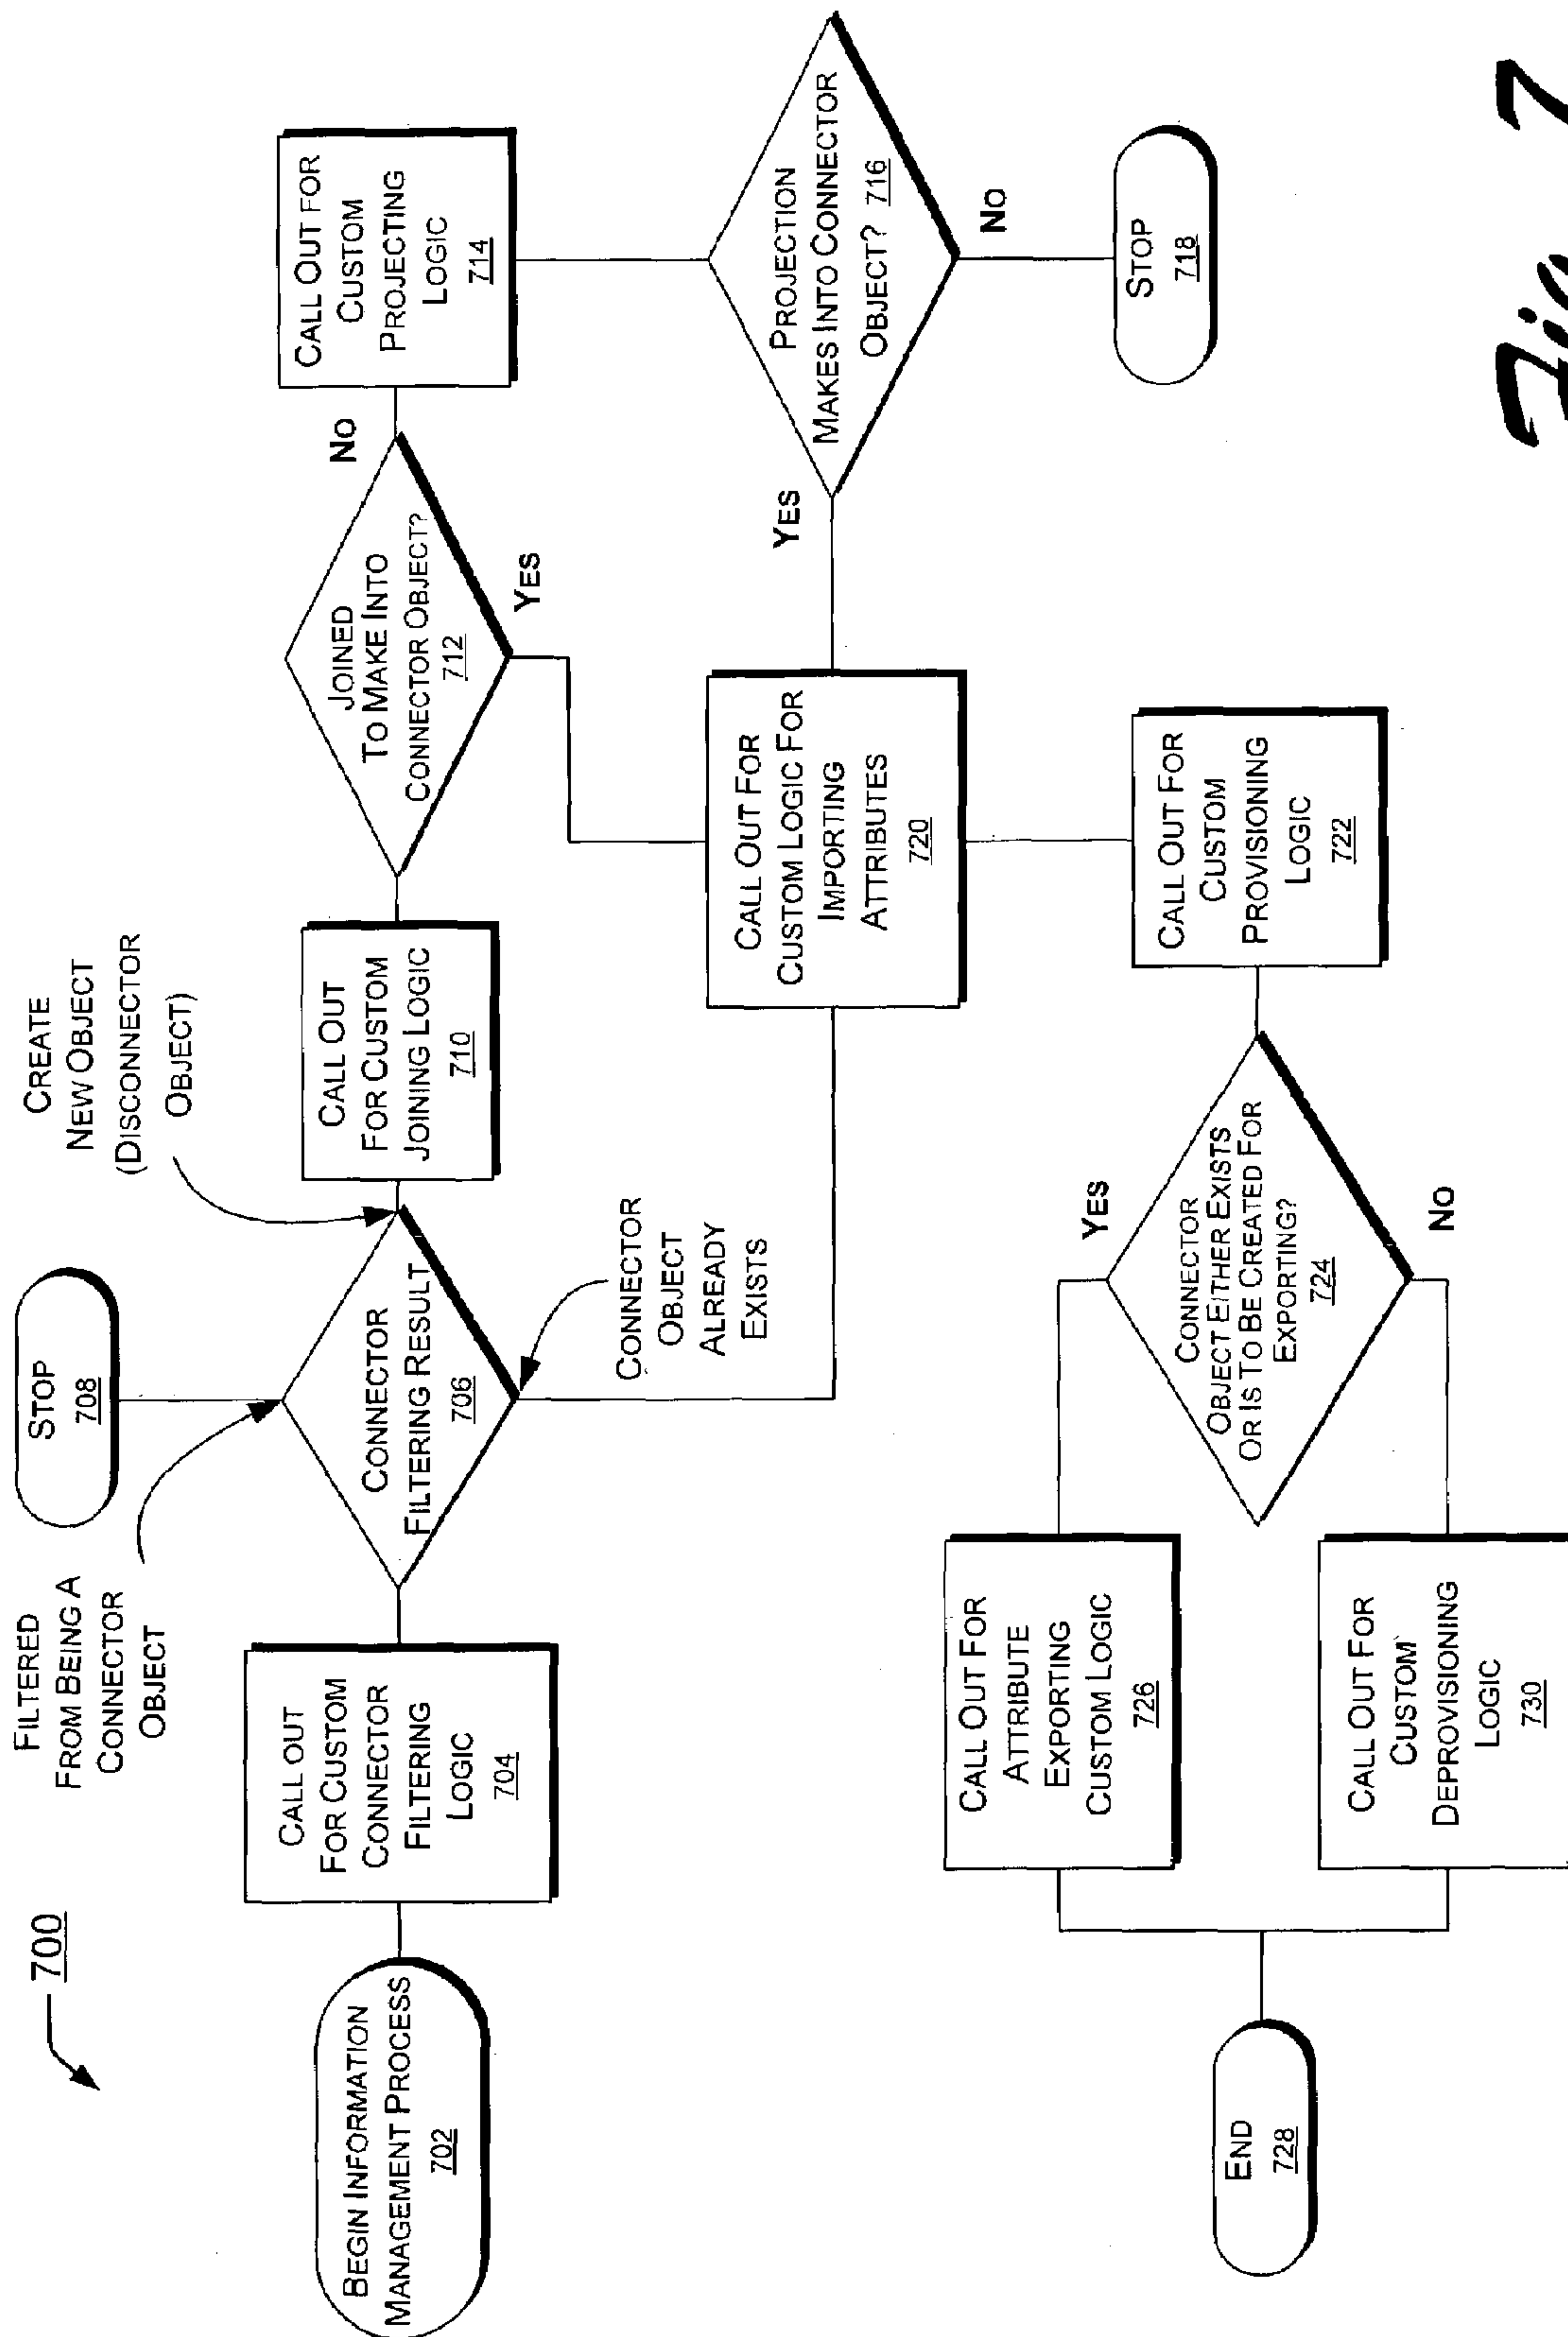 700
BEGIN INFORMATION
MANAGEMENT PROCESS
702
CALL OUT
FOR CUSTOM
CONNECTOR
FILTERING
LOGIC
704
FILTERED
FROM BEING A
CONNECTOR
OBJECT
STOP
708
CONNECTOR
FILTERING RESULT
706
CREATE
NEW OBJECT
(DISCONNECTOR
OBJECT)
CONNECTOR
OBJECT
ALREADY
EXISTS
CALL OUT
FOR CUSTOM
JOINING LOGIC
710
JOINED
TO MAKE INTO
CONNECTOR OBJECT?
712
NO
YES
CALL OUT FOR
CUSTOM
PROJECTING
LOGIC
714
PROJECTION
MAKES INTO CONNECTOR
OBJECT? 716
YES
NO
STOP
718
CALL OUT FOR
CUSTOM LOGIC FOR
IMPORTING
ATTRIBUTES
720
CALL OUT FOR
CUSTOM
PROVISIONING
LOGIC
722
CONNECTOR
OBJECT EITHER EXISTS
OR IS TO BE CREATED FOR
EXPORTING?
724
YES
NO
CALL OUT FOR
ATTRIBUTE
EXPORTING
CUSTOM LOGIC
726
CALL OUT FOR
CUSTOM
DEPROVISIONING
LOGIC
730
END
728
Fig. 7